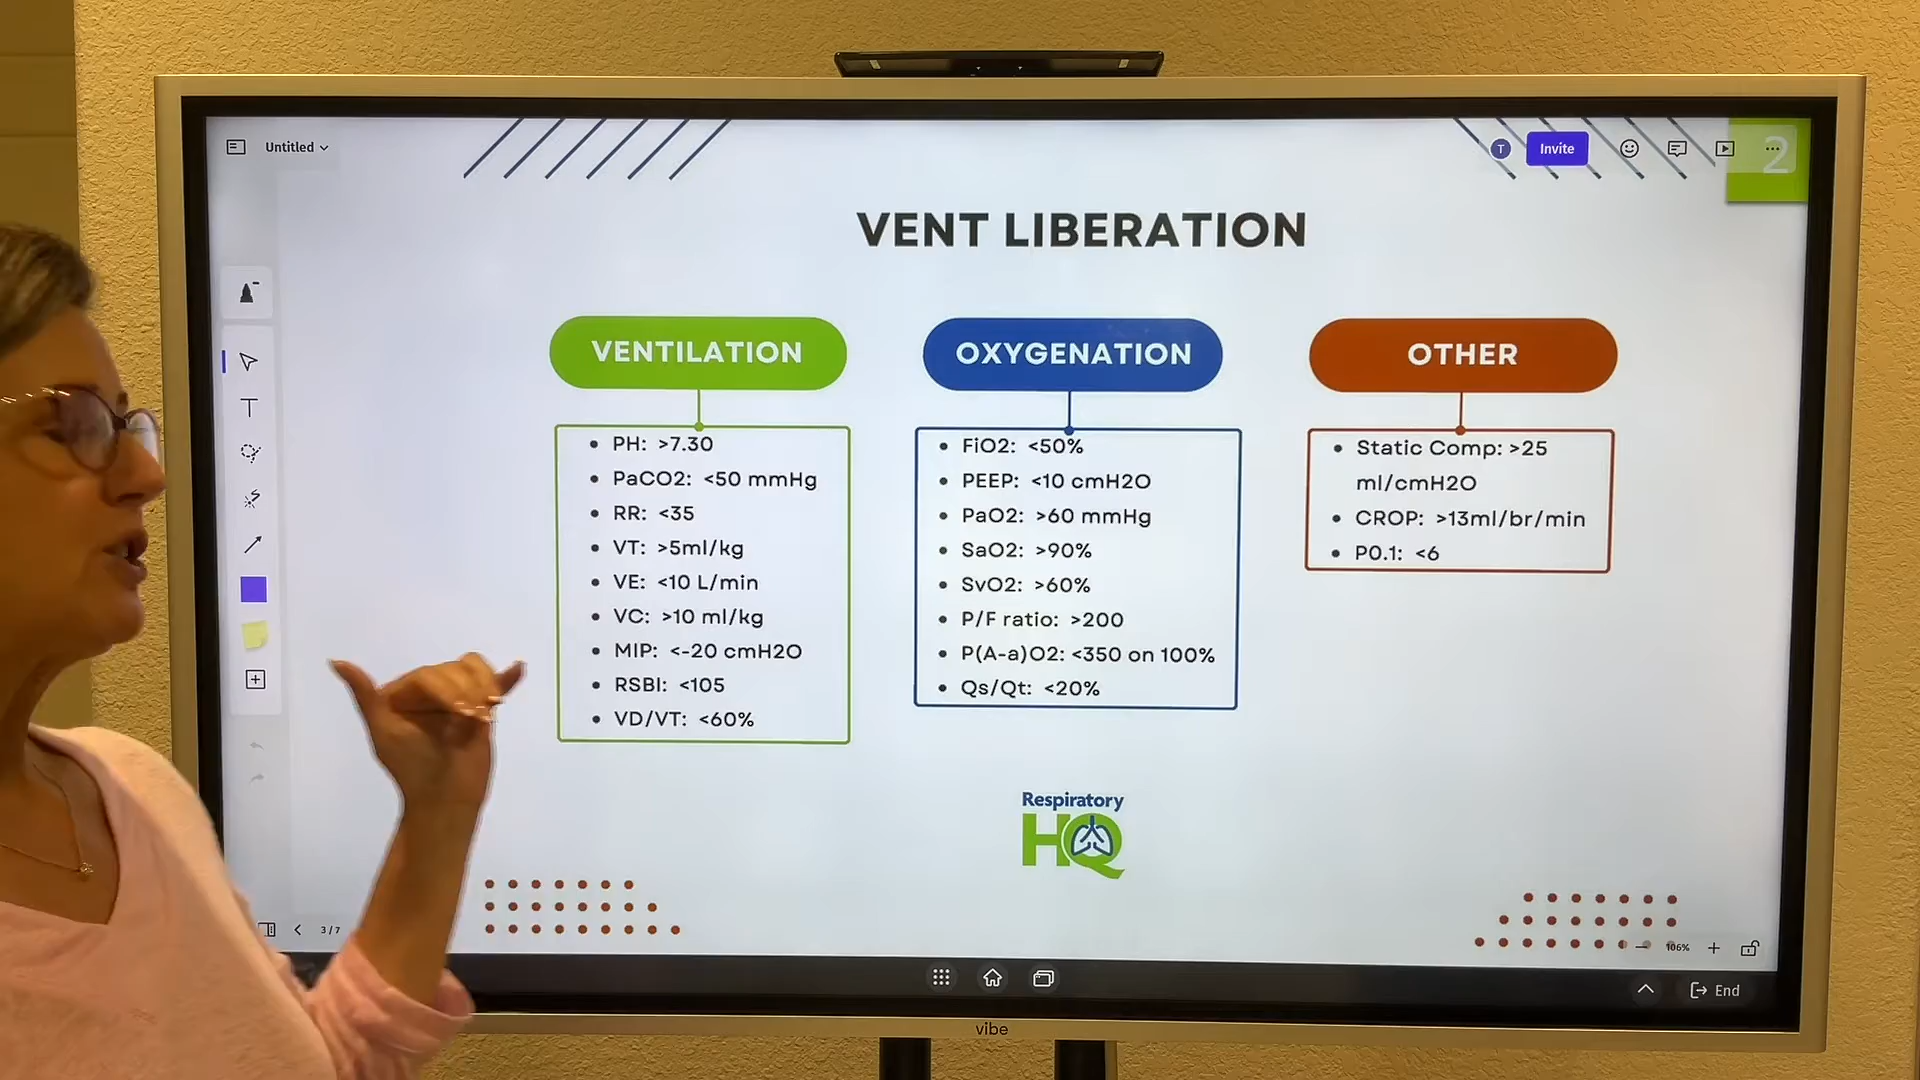 Untitled
T
Invite
2
VENT LIBERATION
VENTILATION
PH: >7.30
PaCO2: <50 mmHg
RR: <35
VT: >5ml/kg
VE: <10 L/min
VC: >10 ml/kg
MIP: <-20 cmH2O
RSBI: <105
VD/VT: <60%
OXYGENATION
FiO2: <50%
PEEP: <10 cmH2O
PaO2: >60 mmHg
SaO2: >90%
SvO2: >60%
P/F ratio: >200
P(A-a)O2: <350 on 100%
Qs/Qt: <20%
OTHER
Static Comp: >25
ml/cmH2O
CROP: >13ml/br/min
P0.1: <6
Respiratory
HQ
3/7
106%
End
vibe